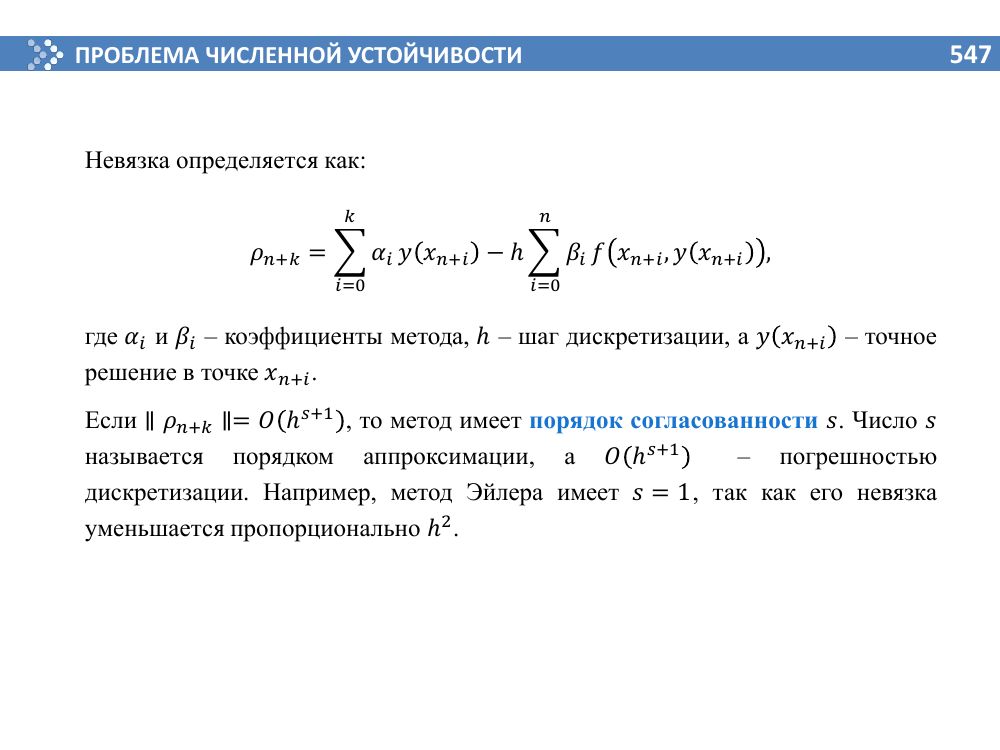 ПРОБЛЕМА ЧИСЛЕННОЙ УСТОЙЧИВОСТИ 547
Невязка определяется как:
$$\rho_{n+k} = \sum_{i=0}^{k} \alpha_i \, y(x_{n+i}) - h \sum_{i=0}^{n} \beta_i \, f\big(x_{n+i}, y(x_{n+i})\big),$$
где $\alpha_i$ и $\beta_i$ – коэффициенты метода, $h$ – шаг дискретизации, а $y(x_{n+i})$ – точное
решение в точке $x_{n+i}$.
Если $\| \rho_{n+k} \| = O(h^{s+1})$, то метод имеет порядок согласованности $s$. Число $s$
называется порядком аппроксимации, а $O(h^{s+1})$ – погрешностью
дискретизации. Например, метод Эйлера имеет $s = 1$, так как его невязка
уменьшается пропорционально $h^2$.